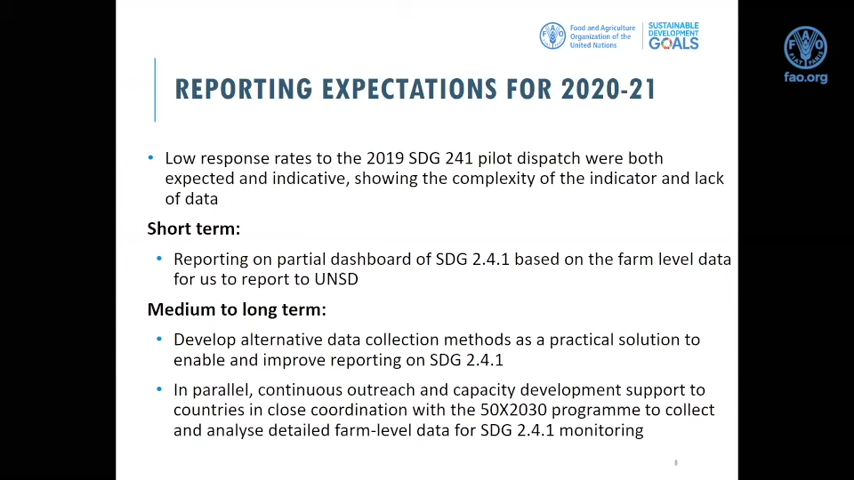 Food and Agriculture
Organization of the
United Nations
SUSTAINABLE
DEVELOPMENT
GOALS
FAO
FIAT PANIS
fao.org
REPORTING EXPECTATIONS FOR 2020-21
• Low response rates to the 2019 SDG 241 pilot dispatch were both
expected and indicative, showing the complexity of the indicator and lack
of data
Short term:
• Reporting on partial dashboard of SDG 2.4.1 based on the farm level data
for us to report to UNSD
Medium to long term:
• Develop alternative data collection methods as a practical solution to
enable and improve reporting on SDG 2.4.1
• In parallel, continuous outreach and capacity development support to
countries in close coordination with the 50X2030 programme to collect
and analyse detailed farm-level data for SDG 2.4.1 monitoring
8